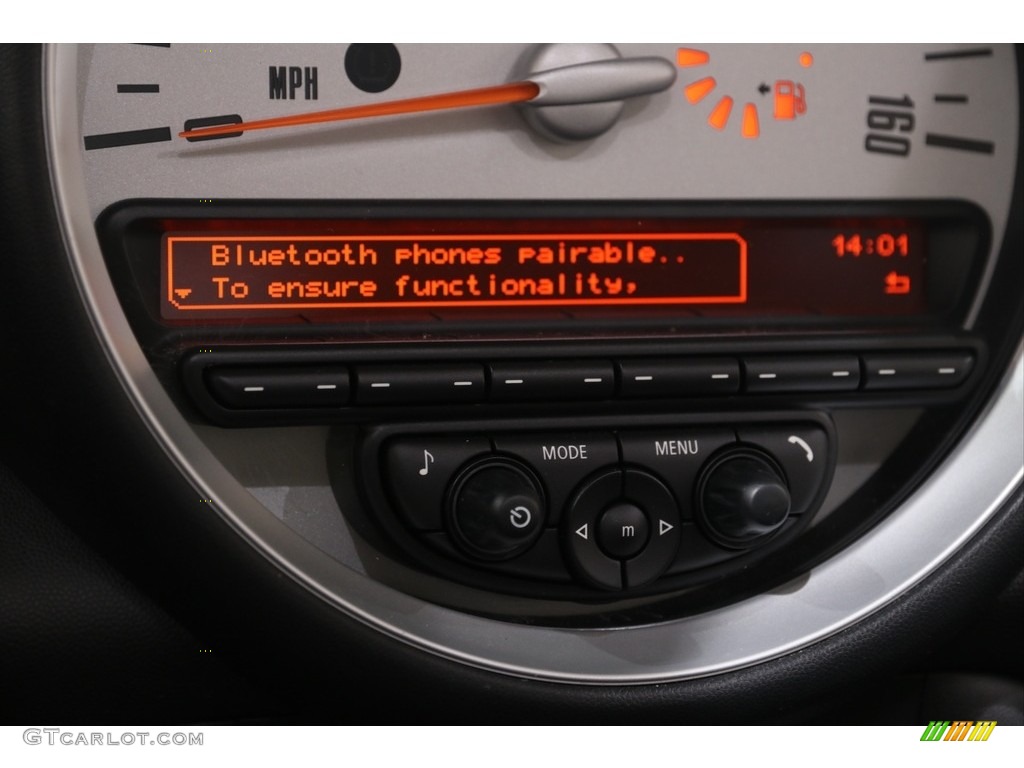 MPH
160
Bluetooth phones pairable..
14:01
To ensure functionality,
MODE
MENU
m
GTCARLOT.COM